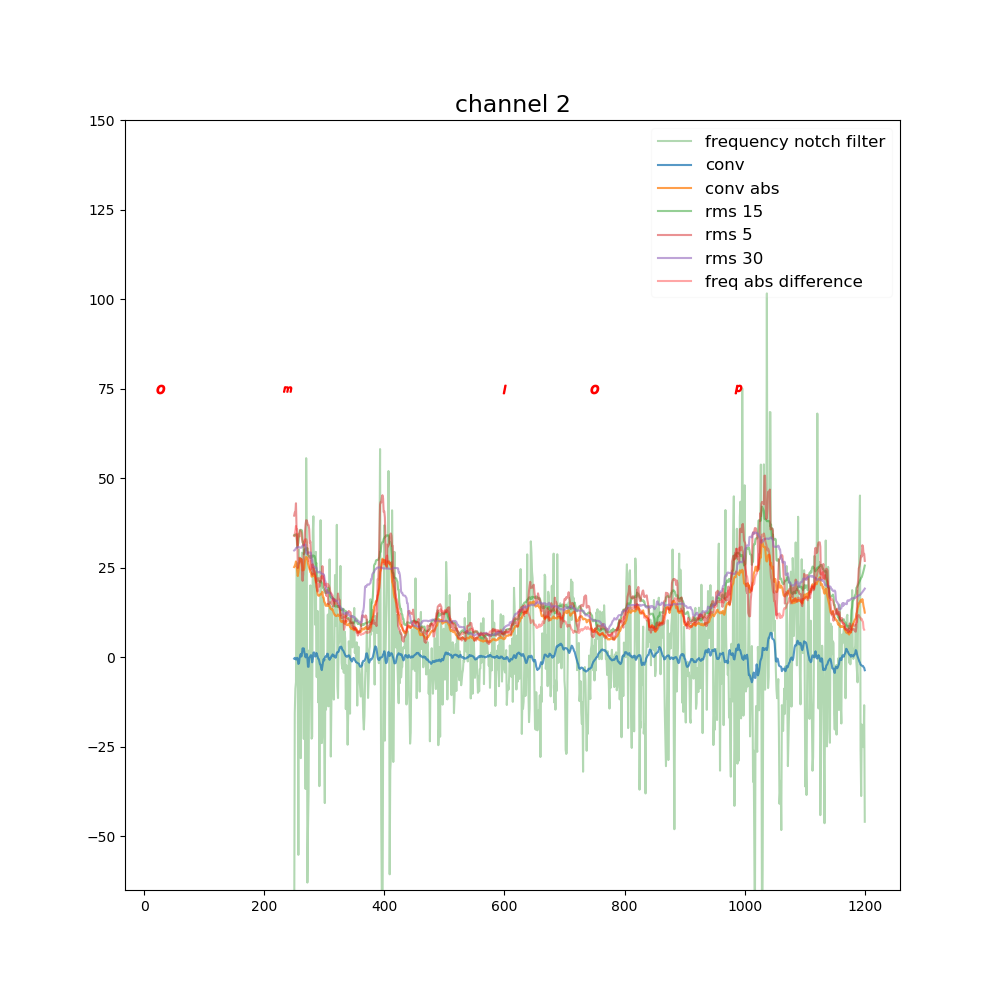 channel 2
150
125
100
75
50
25
0
−25
−50
frequency notch filter
conv
conv abs
rms 15
rms 5
rms 30
freq abs difference
o m l o p
0 200 400 600 800 1000 1200